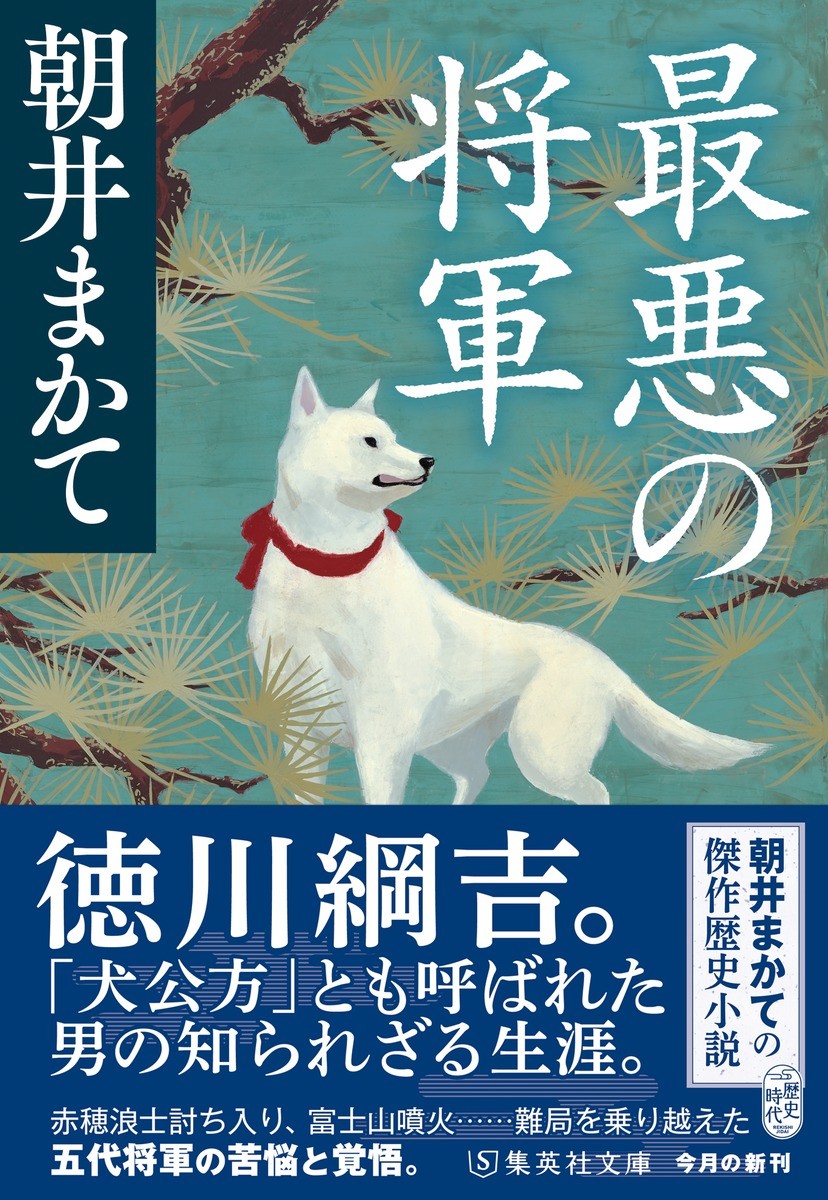 最悪の
将軍
朝井まかて
徳川綱吉。
「犬公方」とも呼ばれた
男の知られざる生涯。
朝井まかての
傑作歴史小説
歴史
時代
REKISHI
JIDAI
赤穂浪士討ち入り、富士山噴火……難局を乗り越えた
五代将軍の苦悩と覚悟。
S 集英社文庫 今月の新刊